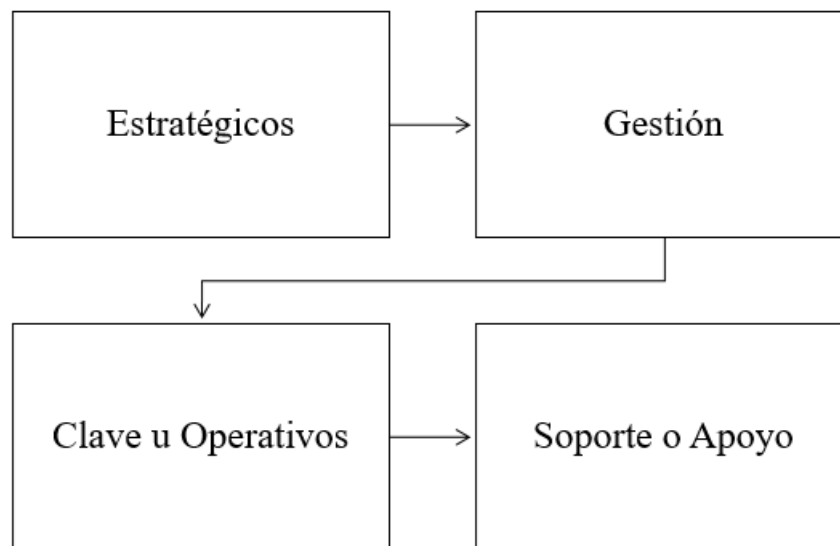 Estratégicos
Gestión
Clave u Operativos
Soporte o Apoyo